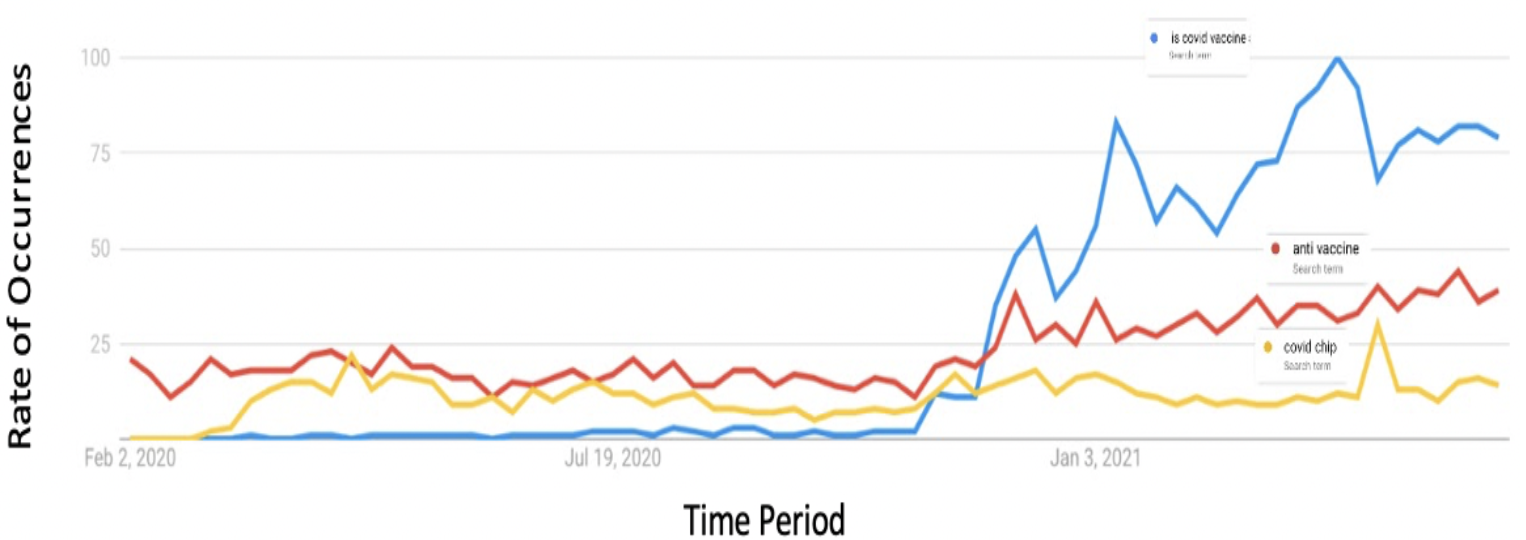 is covid vaccine
Search term
100
75
50
25
anti vaccine
Search term
covid chip
Search term
Feb 2, 2020
Jul 19, 2020
Jan 3, 2021
Rate of Occurrences
Time Period